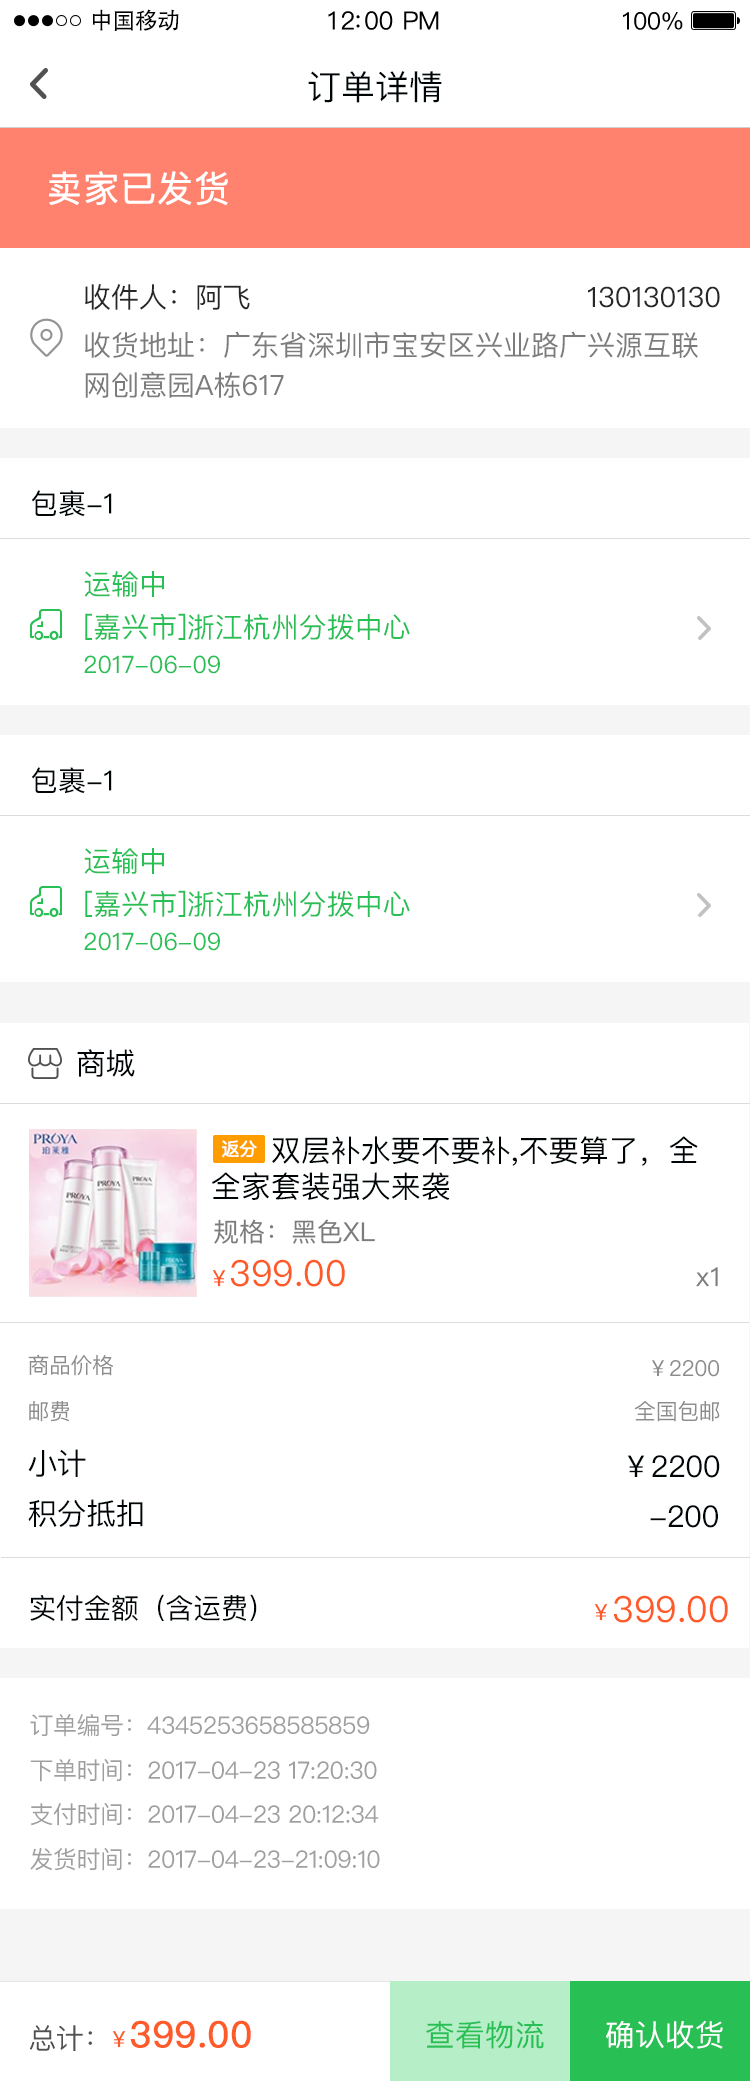 中国移动 12:00 PM 100%
订单详情
卖家已发货
收件人：阿飞 130130130
收货地址：广东省深圳市宝安区兴业路广兴源互联
网创意园A栋617
包裹-1
运输中
[嘉兴市]浙江杭州分拨中心
2017-06-09
包裹-1
运输中
[嘉兴市]浙江杭州分拨中心
2017-06-09
商城
PROYA
珀莱雅
PROYA
PROYA
PROYA
PROYA
返分 双层补水要不要补,不要算了，全
全家套装强大来袭
规格：黑色XL
¥399.00 x1
商品价格 ¥2200
邮费 全国包邮
小计 ¥2200
积分抵扣 -200
实付金额（含运费） ¥399.00
订单编号：4345253658585859
下单时间：2017-04-23 17:20:30
支付时间：2017-04-23 20:12:34
发货时间：2017-04-23-21:09:10
总计：¥399.00 查看物流 确认收货